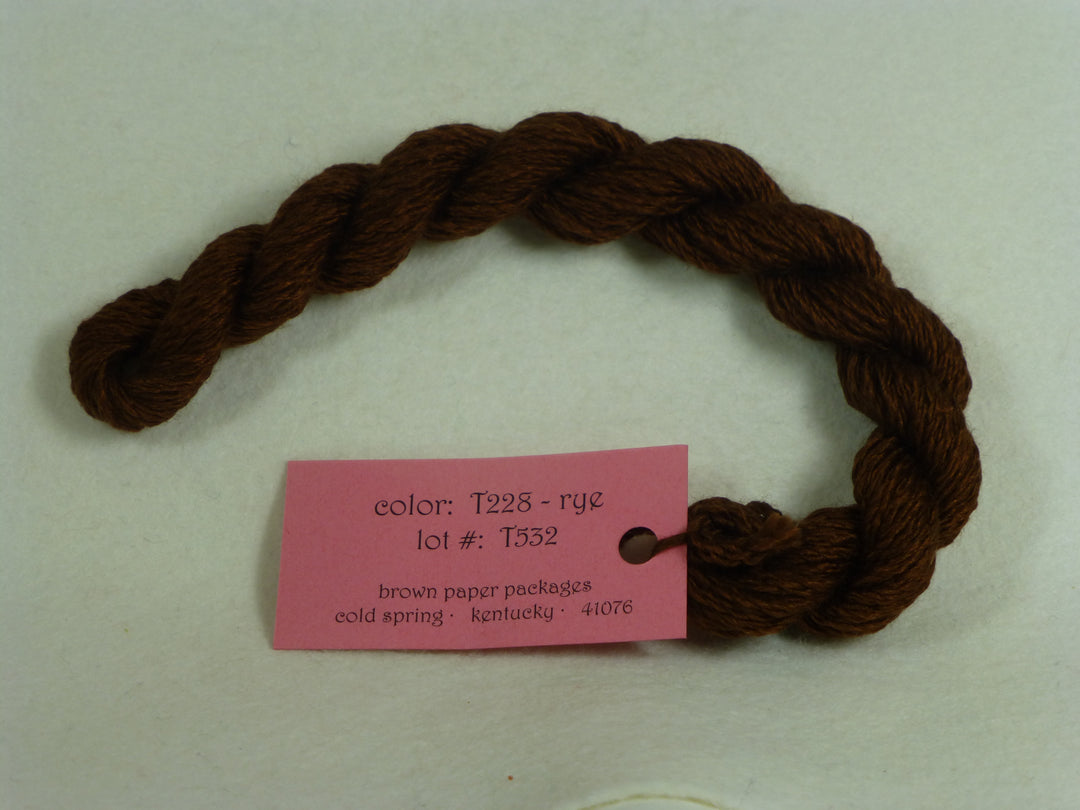 color: T228 - rye
lot #: T532
brown paper packages
cold spring · kentucky · 41076